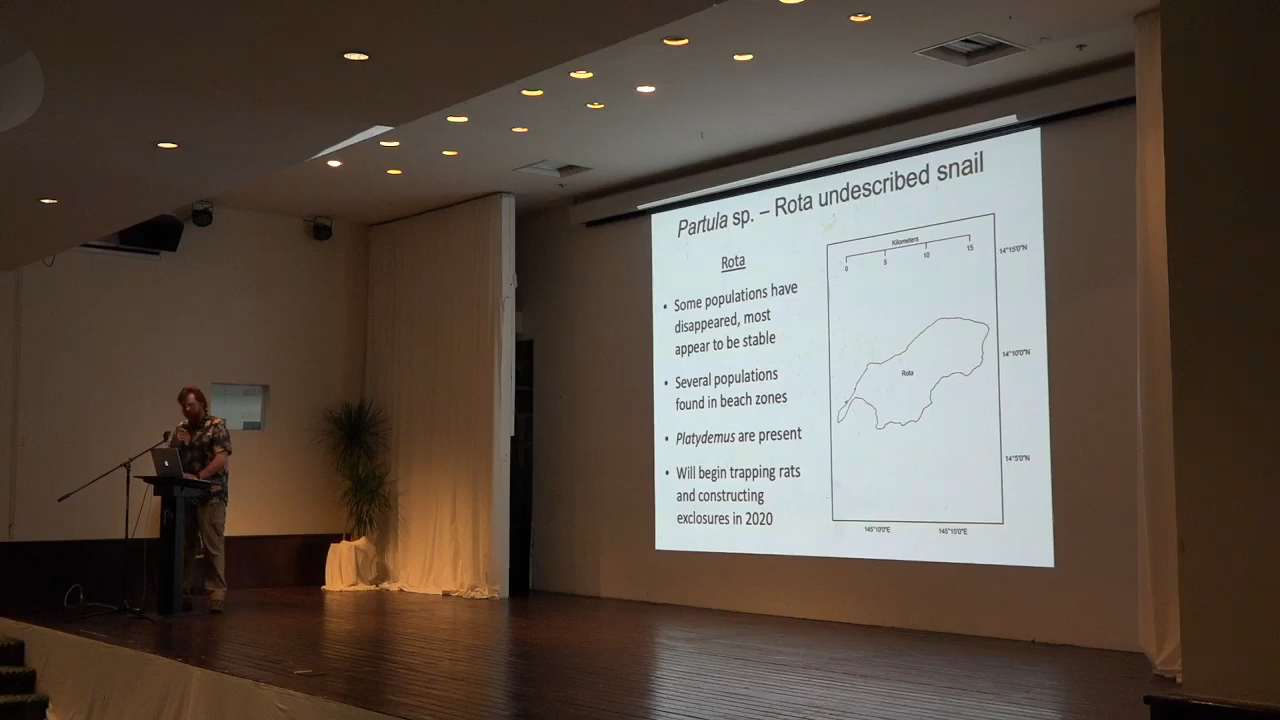 Partula sp. – Rota undescribed snail
Rota
• Some populations have
disappeared, most
appear to be stable
• Several populations
found in beach zones
• Platydemus are present
• Will begin trapping rats
and constructing
exclosures in 2020
Kilometers
0 5 10 15
14°15'0"N
14°10'0"N
Rota
14°5'0"N
145°10'0"E 145°15'0"E